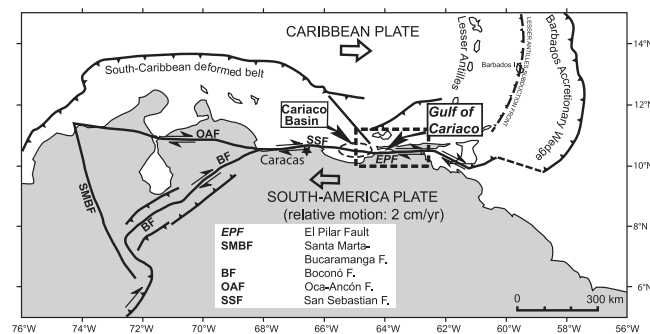 CARIBBEAN PLATE
14°N
South-Caribbean deformed belt
Lesser
Antilles
LESSER ANTILLES
SUBDUCTION FRONT
Barbados I.
Barbados Accretionary
Wedge
12°
Cariaco
Basin
Gulf of
Cariaco
OAF
SSF
Caracas
EPF
10°N
BF
SMBF
BF
SOUTH-AMERICA PLATE
(relative motion: 2 cm/yr)
8°N
EPF El Pilar Fault
SMBF Santa Marta-
Bucaramanga F.
BF Boconó F.
OAF Oca-Ancón F.
SSF San Sebastian F.
6°N
0 300 km
76°W 74°W 72°W 70°W 68°W 66°W 64°W 62°W 60°W 58°W 56°W